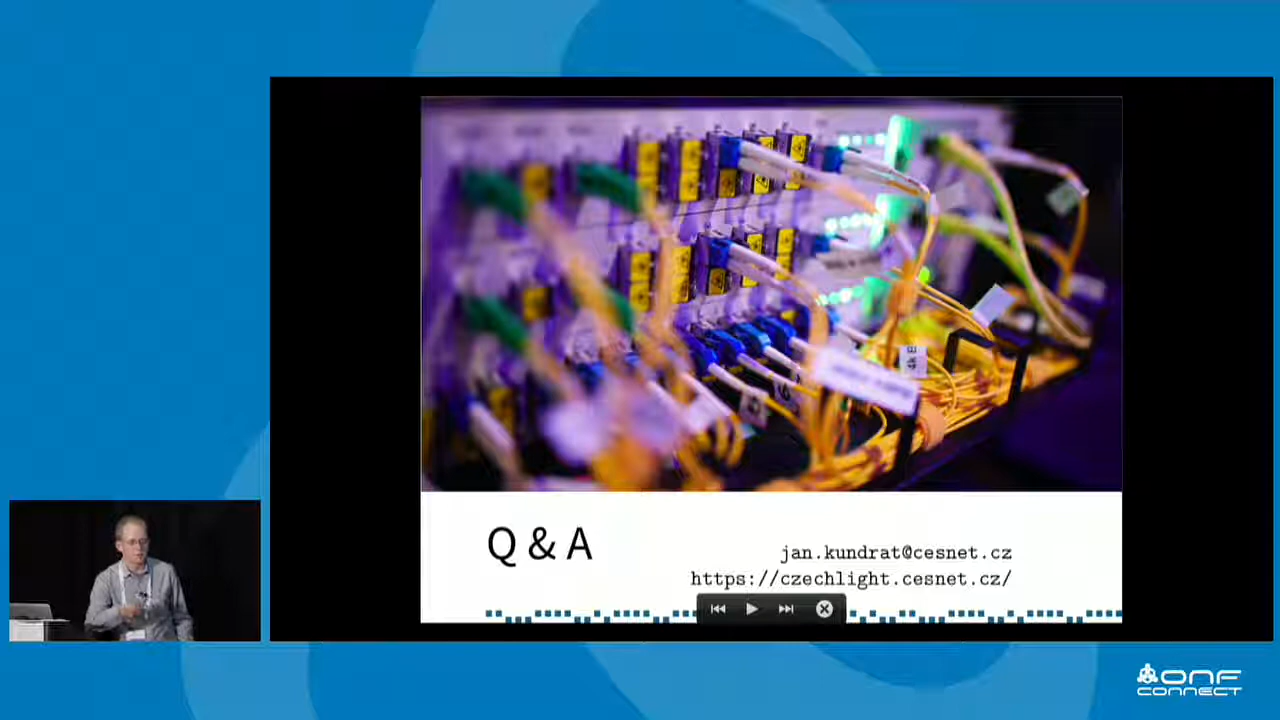 Q & A
jan.kundrat@cesnet.cz
https://czechlight.cesnet.cz/
ONF
CONNECT